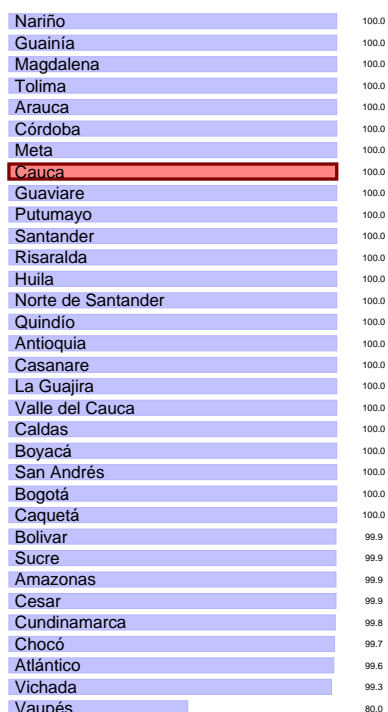 Nariño 100.0
Guainía 100.0
Magdalena 100.0
Tolima 100.0
Arauca 100.0
Córdoba 100.0
Meta 100.0
Cauca 100.0
Guaviare 100.0
Putumayo 100.0
Santander 100.0
Risaralda 100.0
Huila 100.0
Norte de Santander 100.0
Quindío 100.0
Antioquia 100.0
Casanare 100.0
La Guajira 100.0
Valle del Cauca 100.0
Caldas 100.0
Boyacá 100.0
San Andrés 100.0
Bogotá 100.0
Caquetá 100.0
Bolivar 99.9
Sucre 99.9
Amazonas 99.9
Cesar 99.9
Cundinamarca 99.8
Chocó 99.7
Atlántico 99.6
Vichada 99.3
Vaupés 80.0